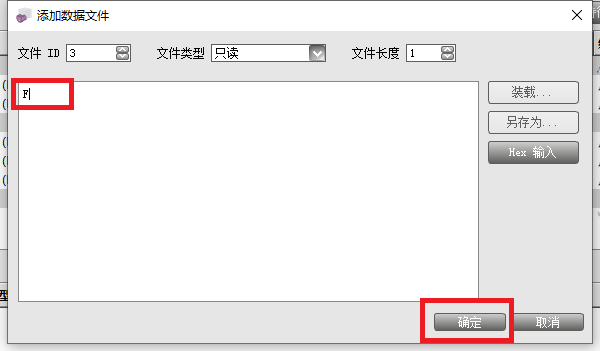 添加数据文件
文件 ID 3 文件类型 只读 文件长度 1
F
装载...
另存为...
Hex 输入
确定 取消
型